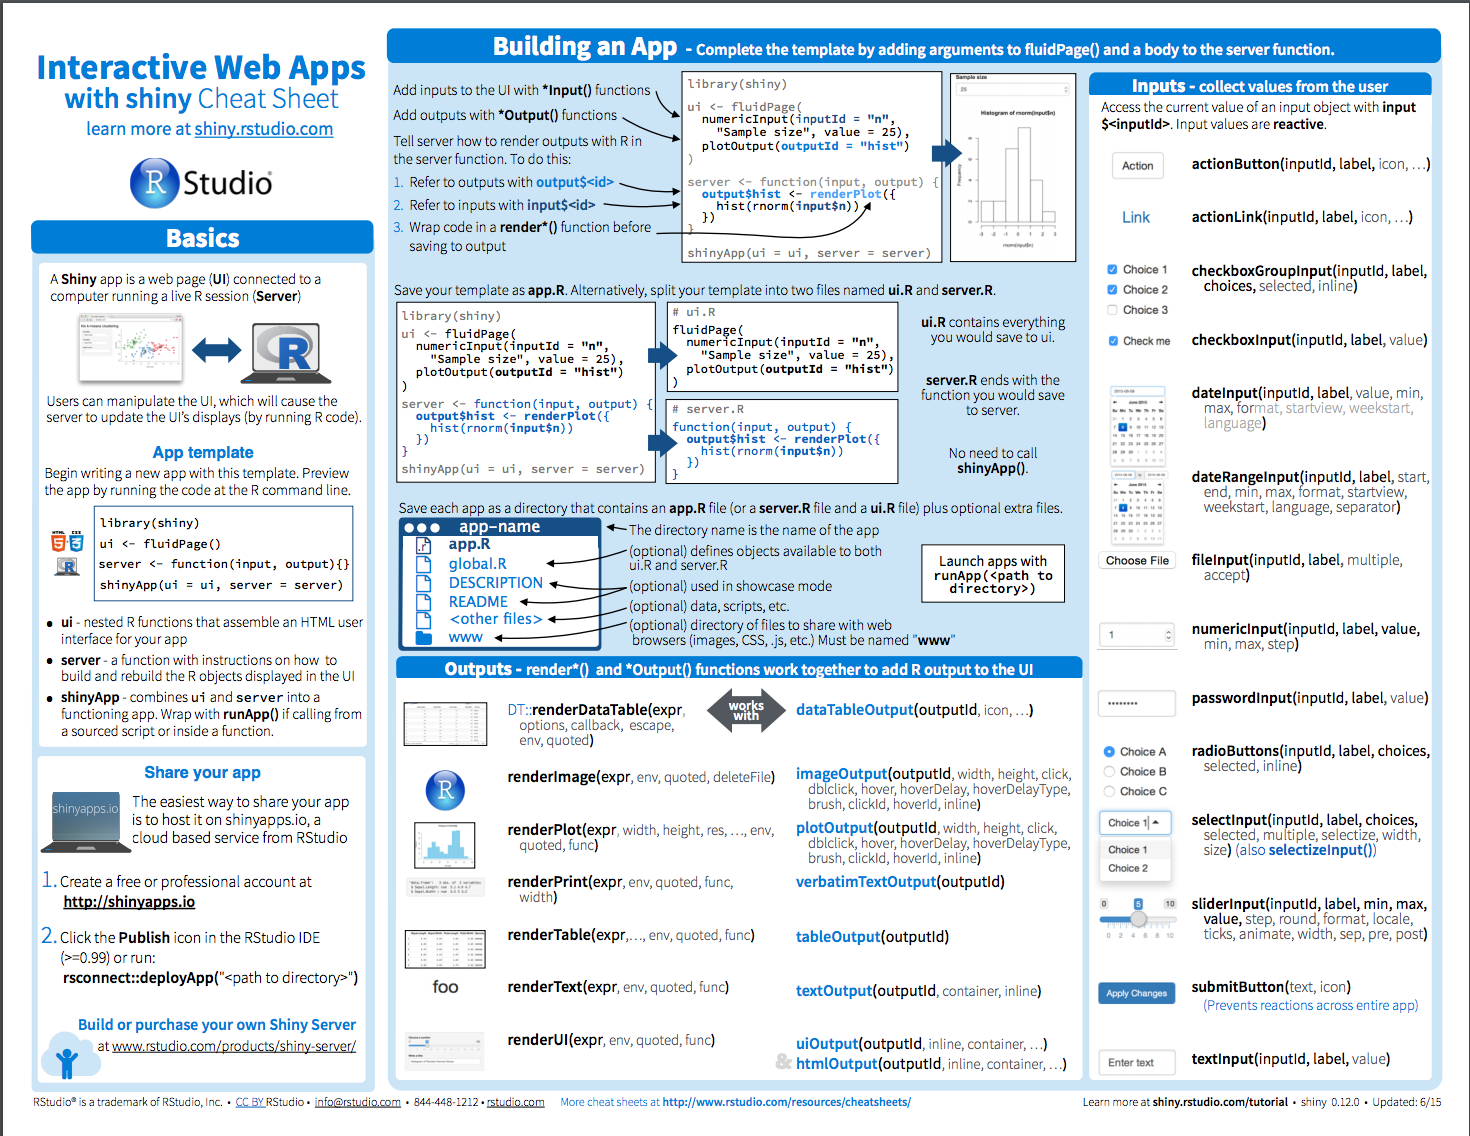 Interactive Web Apps
with shiny Cheat Sheet
learn more at shiny.rstudio.com
R Studio®
Basics
A Shiny app is a web page (UI) connected to a
computer running a live R session (Server)
R
Users can manipulate the UI, which will cause the
server to update the UI's displays (by running R code).
App template
Begin writing a new app with this template. Preview
the app by running the code at the R command line.
HTML CSS
library(shiny)
ui <- fluidPage()
server <- function(input, output){}
shinyApp(ui = ui, server = server)
• ui - nested R functions that assemble an HTML user
interface for your app
• server - a function with instructions on how to
build and rebuild the R objects displayed in the UI
• shinyApp - combines ui and server into a
functioning app. Wrap with runApp() if calling from
a sourced script or inside a function.
Share your app
shinyapps.io
The easiest way to share your app
is to host it on shinyapps.io, a
cloud based service from RStudio
1. Create a free or professional account at
http://shinyapps.io
2. Click the Publish icon in the RStudio IDE
(>=0.99) or run:
rsconnect::deployApp("<path to directory>")
Build or purchase your own Shiny Server
at www.rstudio.com/products/shiny-server/
Building an App - Complete the template by adding arguments to fluidPage() and a body to the server function.
Add inputs to the UI with *Input() functions
Add outputs with *Output() functions
Tell server how to render outputs with R in
the server function. To do this:
1. Refer to outputs with output$<id>
2. Refer to inputs with input$<id>
3. Wrap code in a render*() function before
saving to output
library(shiny)
ui <- fluidPage(
numericInput(inputId = "n",
"Sample size", value = 25),
plotOutput(outputId = "hist")
)
server <- function(input, output) {
output$hist <- renderPlot({
hist(rnorm(input$n))
})
}
shinyApp(ui = ui, server = server)
Sample size
25
Histogram of rnorm(input$n)
Frequency
-3 -2 -1 0 1 2 3
rnorm(input$n)
Save your template as app.R. Alternatively, split your template into two files named ui.R and server.R.
library(shiny)
ui <- fluidPage(
numericInput(inputId = "n",
"Sample size", value = 25),
plotOutput(outputId = "hist")
)
server <- function(input, output) {
output$hist <- renderPlot({
hist(rnorm(input$n))
})
}
shinyApp(ui = ui, server = server)
# ui.R
fluidPage(
numericInput(inputId = "n",
"Sample size", value = 25),
plotOutput(outputId = "hist")
)
# server.R
function(input, output) {
output$hist <- renderPlot({
hist(rnorm(input$n))
})
}
ui.R contains everything
you would save to ui.
server.R ends with the
function you would save
to server.
No need to call
shinyApp().
Save each app as a directory that contains an app.R file (or a server.R file and a ui.R file) plus optional extra files.
app-name
.r app.R
global.R
DESCRIPTION
README
<other files>
www
The directory name is the name of the app
(optional) defines objects available to both
ui.R and server.R
(optional) used in showcase mode
(optional) data, scripts, etc.
(optional) directory of files to share with web
browsers (images, CSS, .js, etc.) Must be named "www"
Launch apps with
runApp(<path to
directory>)
Outputs - render*() and *Output() functions work together to add R output to the UI
DT::renderDataTable(expr,
options, callback, escape,
env, quoted)
works
with
dataTableOutput(outputId, icon, …)
R
renderImage(expr, env, quoted, deleteFile)
imageOutput(outputId, width, height, click,
dblclick, hover, hoverDelay, hoverDelayType,
brush, clickId, hoverId, inline)
renderPlot(expr, width, height, res, …, env,
quoted, func)
plotOutput(outputId, width, height, click,
dblclick, hover, hoverDelay, hoverDelayType,
brush, clickId, hoverId, inline)
renderPrint(expr, env, quoted, func,
width)
verbatimTextOutput(outputId)
renderTable(expr,…, env, quoted, func)
tableOutput(outputId)
foo
renderText(expr, env, quoted, func)
textOutput(outputId, container, inline)
renderUI(expr, env, quoted, func)
uiOutput(outputId, inline, container, …)
& htmlOutput(outputId, inline, container, …)
Inputs - collect values from the user
Access the current value of an input object with input
$<inputId>. Input values are reactive.
Action
actionButton(inputId, label, icon, …)
Link
actionLink(inputId, label, icon, …)
Choice 1
Choice 2
Choice 3
checkboxGroupInput(inputId, label,
choices, selected, inline)
Check me
checkboxInput(inputId, label, value)
June 2015
dateInput(inputId, label, value, min,
max, format, startview, weekstart,
language)
June 2015
dateRangeInput(inputId, label, start,
end, min, max, format, startview,
weekstart, language, separator)
Choose File
fileInput(inputId, label, multiple,
accept)
1
numericInput(inputId, label, value,
min, max, step)
••••••••
passwordInput(inputId, label, value)
Choice A
Choice B
Choice C
radioButtons(inputId, label, choices,
selected, inline)
Choice 1
Choice 1
Choice 2
selectInput(inputId, label, choices,
selected, multiple, selectize, width,
size) (also selectizeInput())
0 5 10
0 2 4 6 8 10
sliderInput(inputId, label, min, max,
value, step, round, format, locale,
ticks, animate, width, sep, pre, post)
Apply Changes
submitButton(text, icon)
(Prevents reactions across entire app)
Enter text
textInput(inputId, label, value)
RStudio® is a trademark of RStudio, Inc. • CC BY RStudio • info@rstudio.com • 844-448-1212 • rstudio.com
More cheat sheets at http://www.rstudio.com/resources/cheatsheets/
Learn more at shiny.rstudio.com/tutorial • shiny 0.12.0 • Updated: 6/15